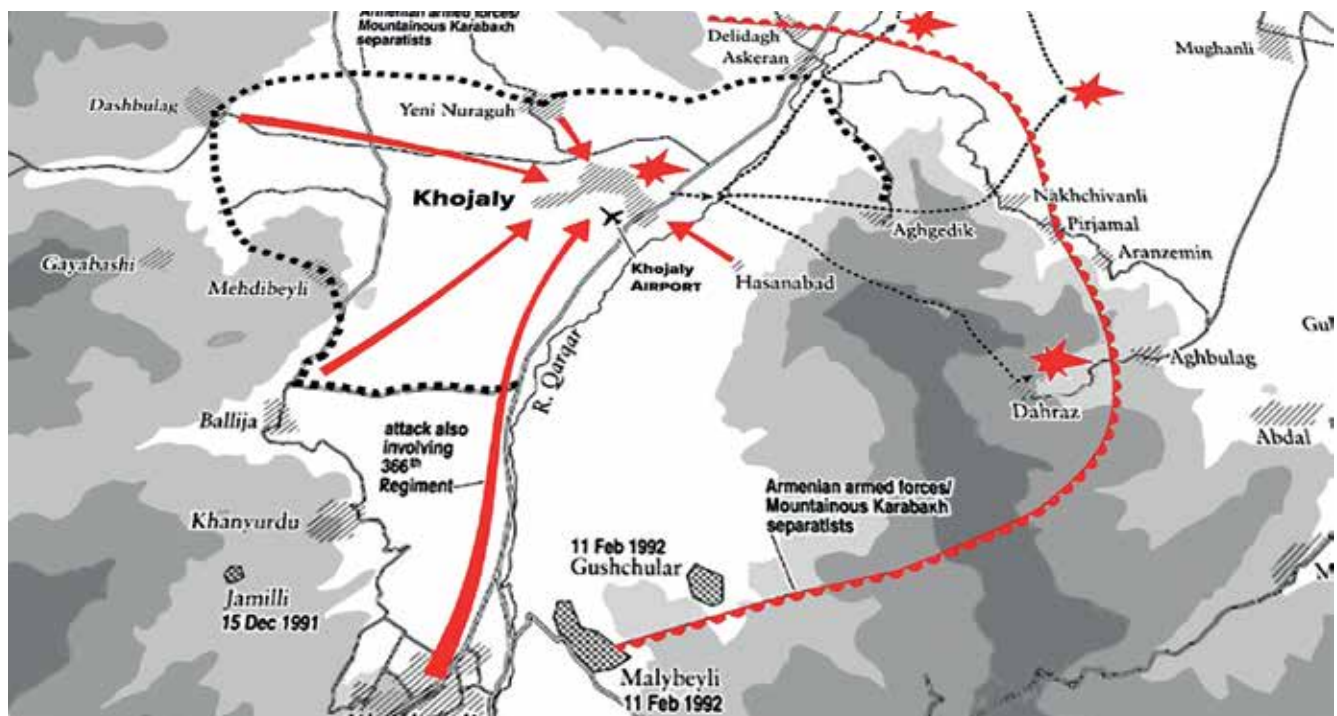 Armenian armed forces/
Mountainous Karabaxh
separatists
Delidagh
Askeran
Mughanli
Dashbulag
Yeni Nuraguh
Khojaly
Nakhchivanli
Pirjamal
Aghgedik
Aranzemin
Gayabashi
Mehdibeyli
Khojaly
AIRPORT
Hasanabad
R. Qarqar
Aghbulag
Ballija
Dahraz
Abdal
attack also
involving
366th
Regiment
Armenian armed forces/
Mountainous Karabaxh
separatists
Khanyurdu
11 Feb 1992
Gushchular
Jamilli
15 Dec 1991
Malybeyli
11 Feb 1992